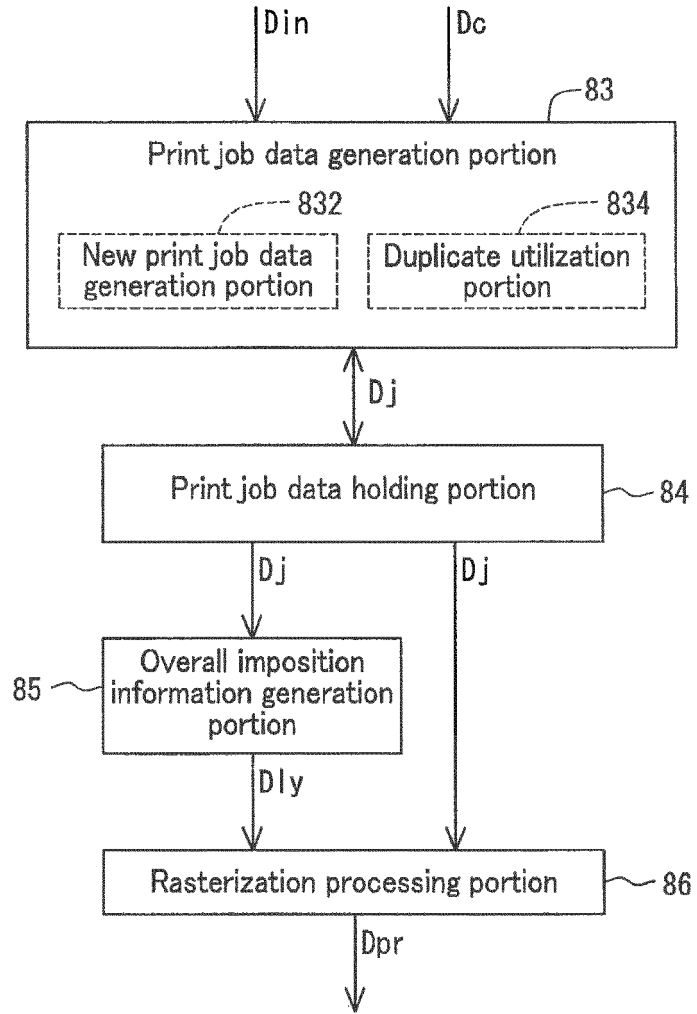 Din
Dc
83
Print job data generation portion
832
834
New print job data
generation portion
Duplicate utilization
portion
Dj
Print job data holding portion
84
Dj
Dj
85
Overall imposition
information generation
portion
Dly
Rasterization processing portion
86
Dpr